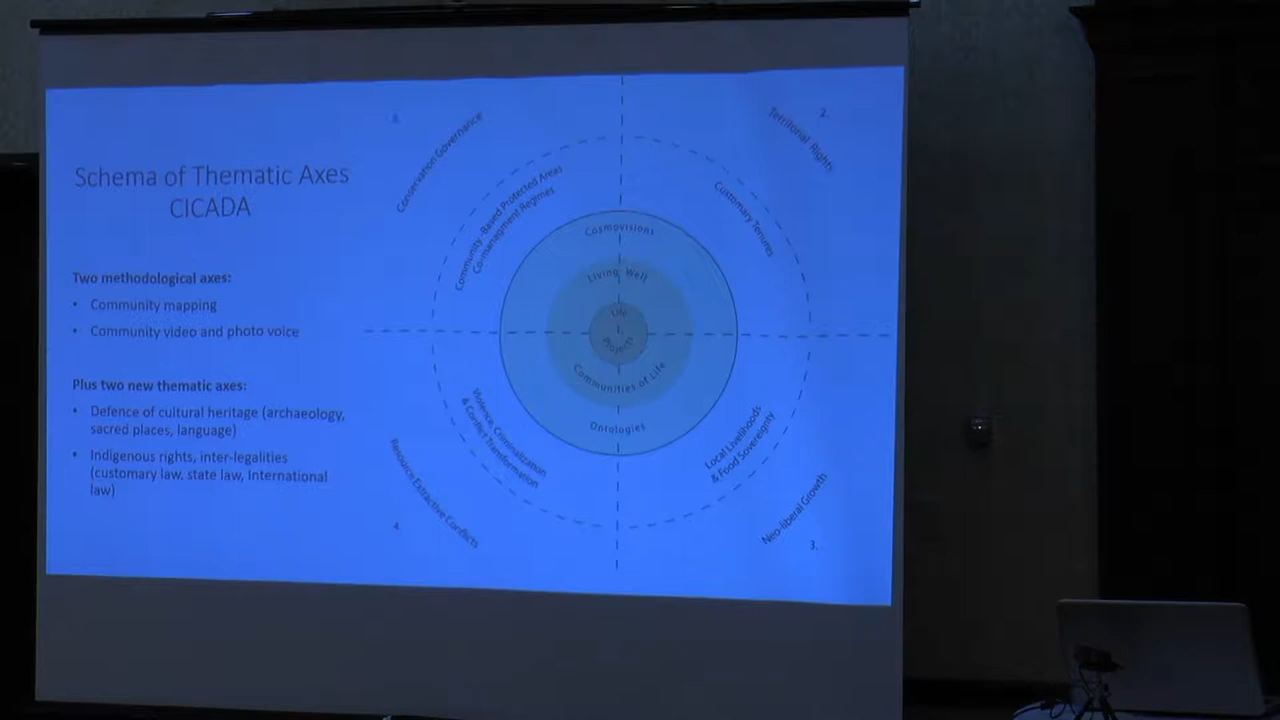 Schema of Thematic Axes
CICADA
Two methodological axes:
• Community mapping
• Community video and photo voice
Plus two new thematic axes:
• Defence of cultural heritage (archaeology,
sacred places, language)
• Indigenous rights, inter-legalities
(customary law, state law, International
law)
Conservation Governance
Community-Based Protected Areas
Co-managment Regimes
2.
Territorial Rights
Customary Tenures
Cosmovisions
Living Well
Life
Projects
Communities of Life
Ontologies
Violence, Criminalization
& Conflict Transformation
Resource Extractive Conflicts
4.
Local Livelihoods
& Food Sovereignty
Neo-liberal Growth
3.